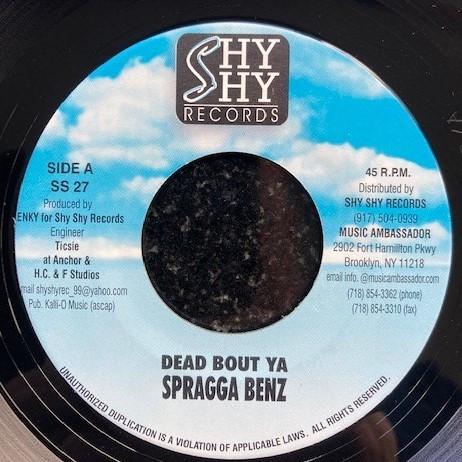 SHY
SHY
RECORDS
SIDE A
SS 27
Produced by
ENKY for Shy Shy Records
Engineer
Ticsie
at Anchor &
H.C. & F Studios
mail shyshyrec_99@yahoo.com
Pub. Kalli-O Music (ascap)
45 R.P.M.
Distributed by
SHY SHY RECORDS
(917) 504-0939
MUSIC AMBASSADOR
2902 Fort Hamillton Pkwy
Brooklyn, NY 11218
email info. @musicambassador.com
(718) 854-3362 (phone)
(718) 854-3310 (fax)
DEAD BOUT YA
SPRAGGA BENZ
UNAUTHORIZED DUPLICATION IS A VIOLATION OF APPLICABLE LAWS. ALL RIGHTS RESERVED.